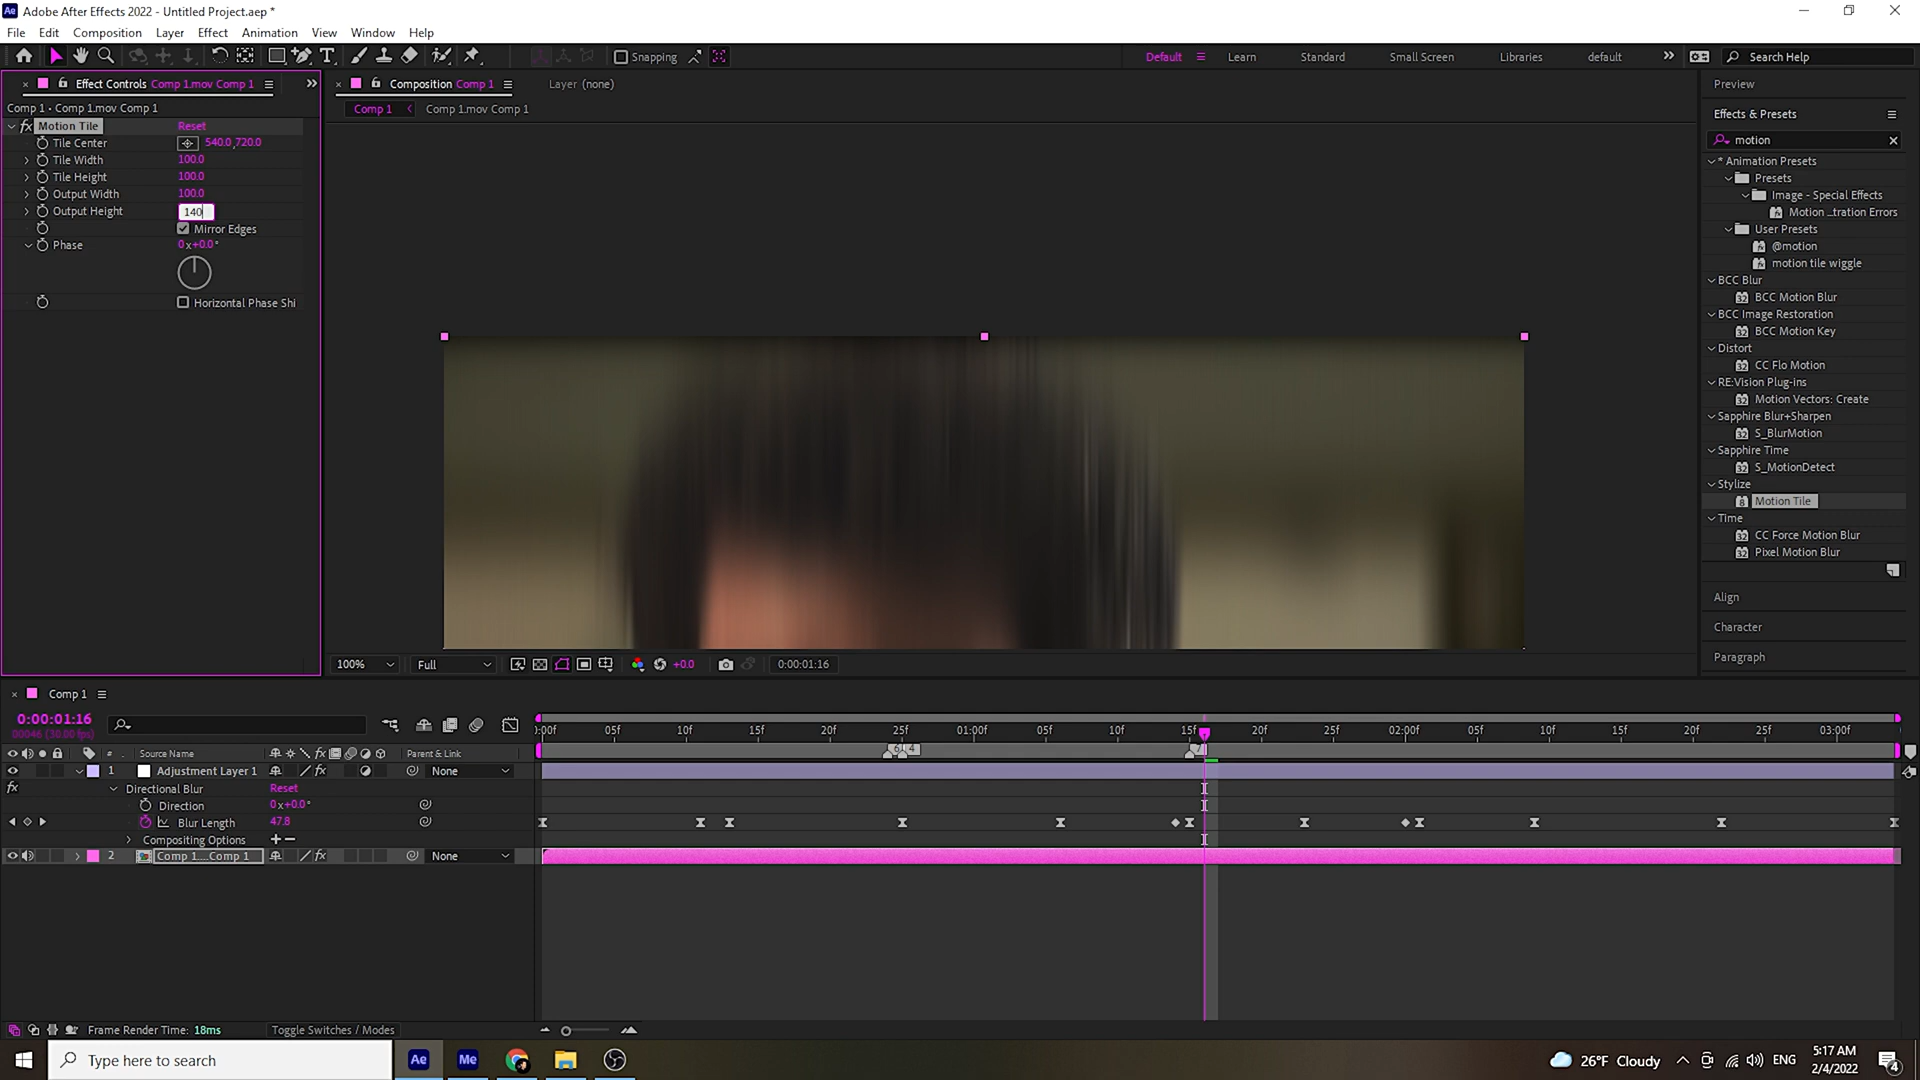 Adobe After Effects 2022 - Untitled Project.aep *
File Edit Composition Layer Effect Animation View Window Help
Snapping Default Learn Standard Small Screen Libraries default Search Help
Effect Controls Comp 1.mov Comp 1
Composition Comp 1 Layer (none)
Comp 1 • Comp 1.mov Comp 1
Comp 1 Comp 1.mov Comp 1
fx Motion Tile Reset
Tile Center 540.0,720.0
Tile Width 100.0
Tile Height 100.0
Output Width 100.0
Output Height 140
Mirror Edges
Phase 0x+0.0°
Horizontal Phase Shi
100% Full +0.0 0:00:01:16
Preview
Effects & Presets
motion
* Animation Presets
Presets
Image - Special Effects
Motion ...tration Errors
User Presets
@motion
motion tile wiggle
BCC Blur
BCC Motion Blur
BCC Image Restoration
BCC Motion Key
Distort
CC Flo Motion
RE:Vision Plug-ins
Motion Vectors: Create
Sapphire Blur+Sharpen
S_BlurMotion
Sapphire Time
S_MotionDetect
Stylize
Motion Tile
Time
CC Force Motion Blur
Pixel Motion Blur
Align
Character
Paragraph
Comp 1
0:00:01:16
00046 (30.00 fps)
:00f 05f 10f 15f 20f 25f 01:00f 05f 10f 15f 20f 25f 02:00f 05f 10f 15f 20f 25f 03:00f
6 4 7
# Source Name fx Parent & Link
1 Adjustment Layer 1 fx None
fx Directional Blur Reset
Direction 0x+0.0°
Blur Length 47.8
Compositing Options + −
2 Comp 1....Comp 1 fx None
Frame Render Time: 18ms Toggle Switches / Modes
Type here to search Ae Me 26°F Cloudy ENG
5:17 AM
2/4/2022
4